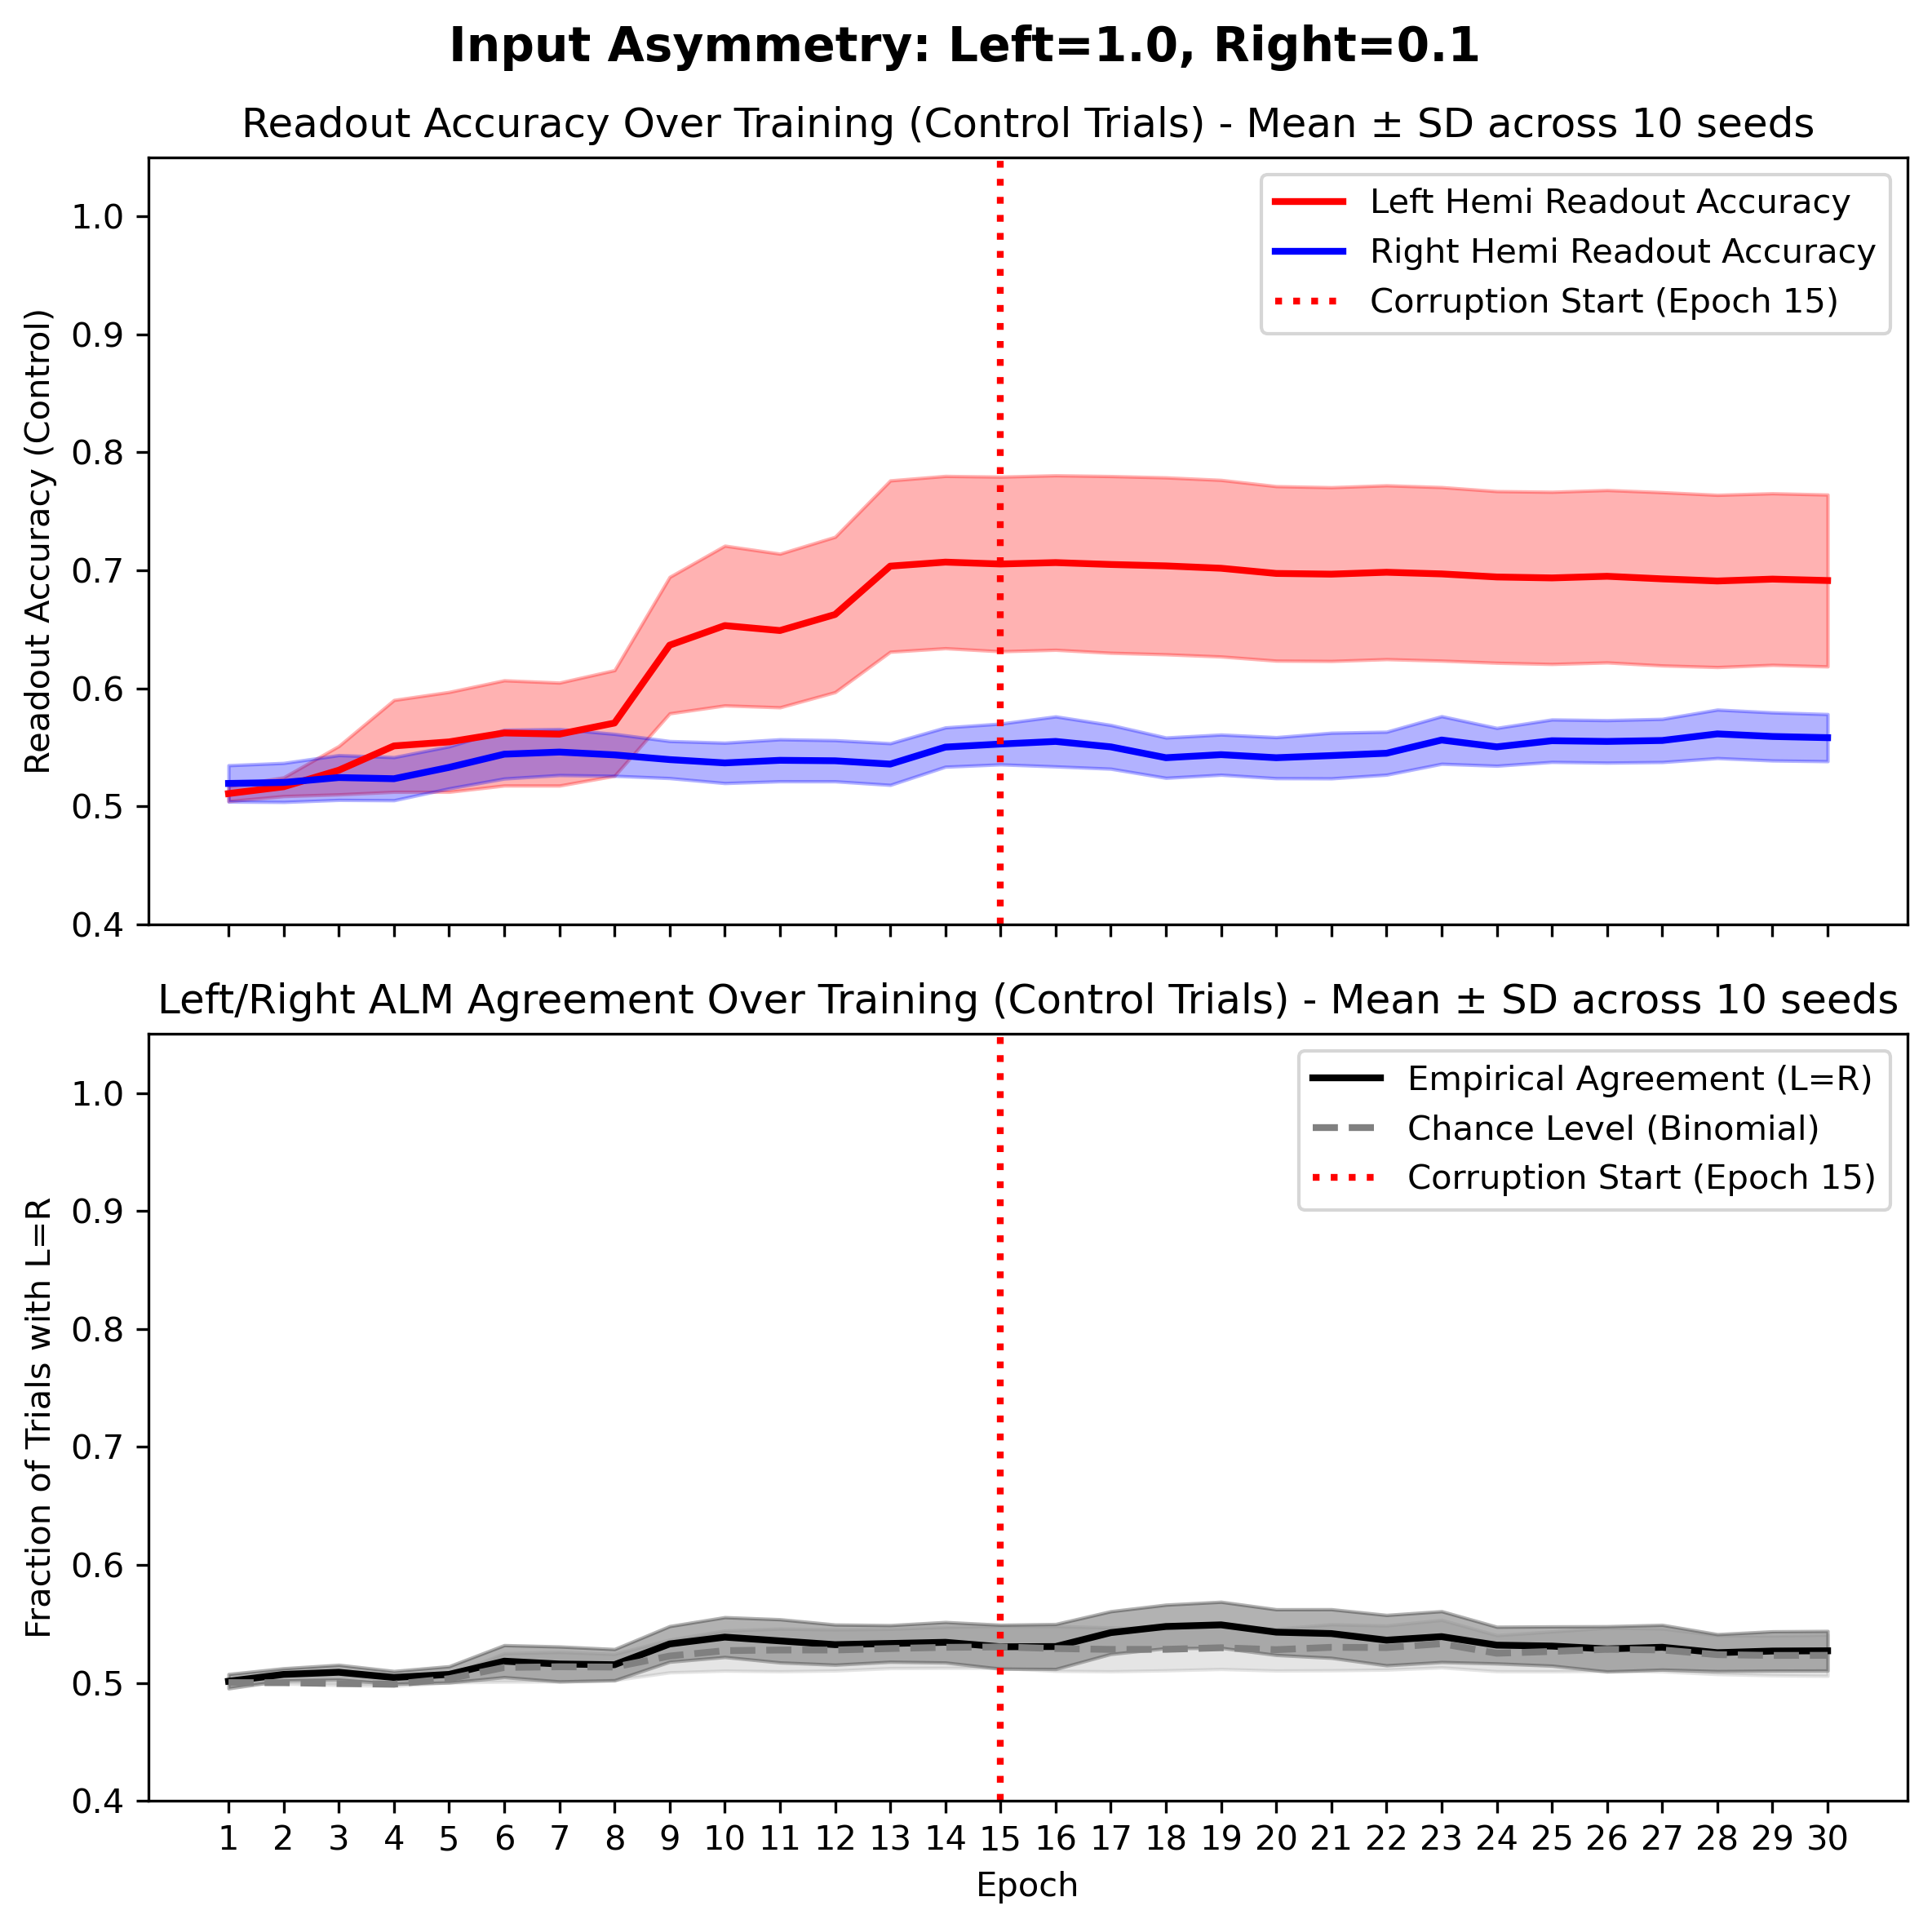 Input Asymmetry: Left=1.0, Right=0.1
Readout Accuracy Over Training (Control Trials) - Mean ± SD across 10 seeds
Readout Accuracy (Control)
1.0
0.9
0.8
0.7
0.6
0.5
0.4
Left Hemi Readout Accuracy
Right Hemi Readout Accuracy
Corruption Start (Epoch 15)
Left/Right ALM Agreement Over Training (Control Trials) - Mean ± SD across 10 seeds
Fraction of Trials with L=R
1.0
0.9
0.8
0.7
0.6
0.5
0.4
Empirical Agreement (L=R)
Chance Level (Binomial)
Corruption Start (Epoch 15)
1 2 3 4 5 6 7 8 9 10 11 12 13 14 15 16 17 18 19 20 21 22 23 24 25 26 27 28 29 30
Epoch